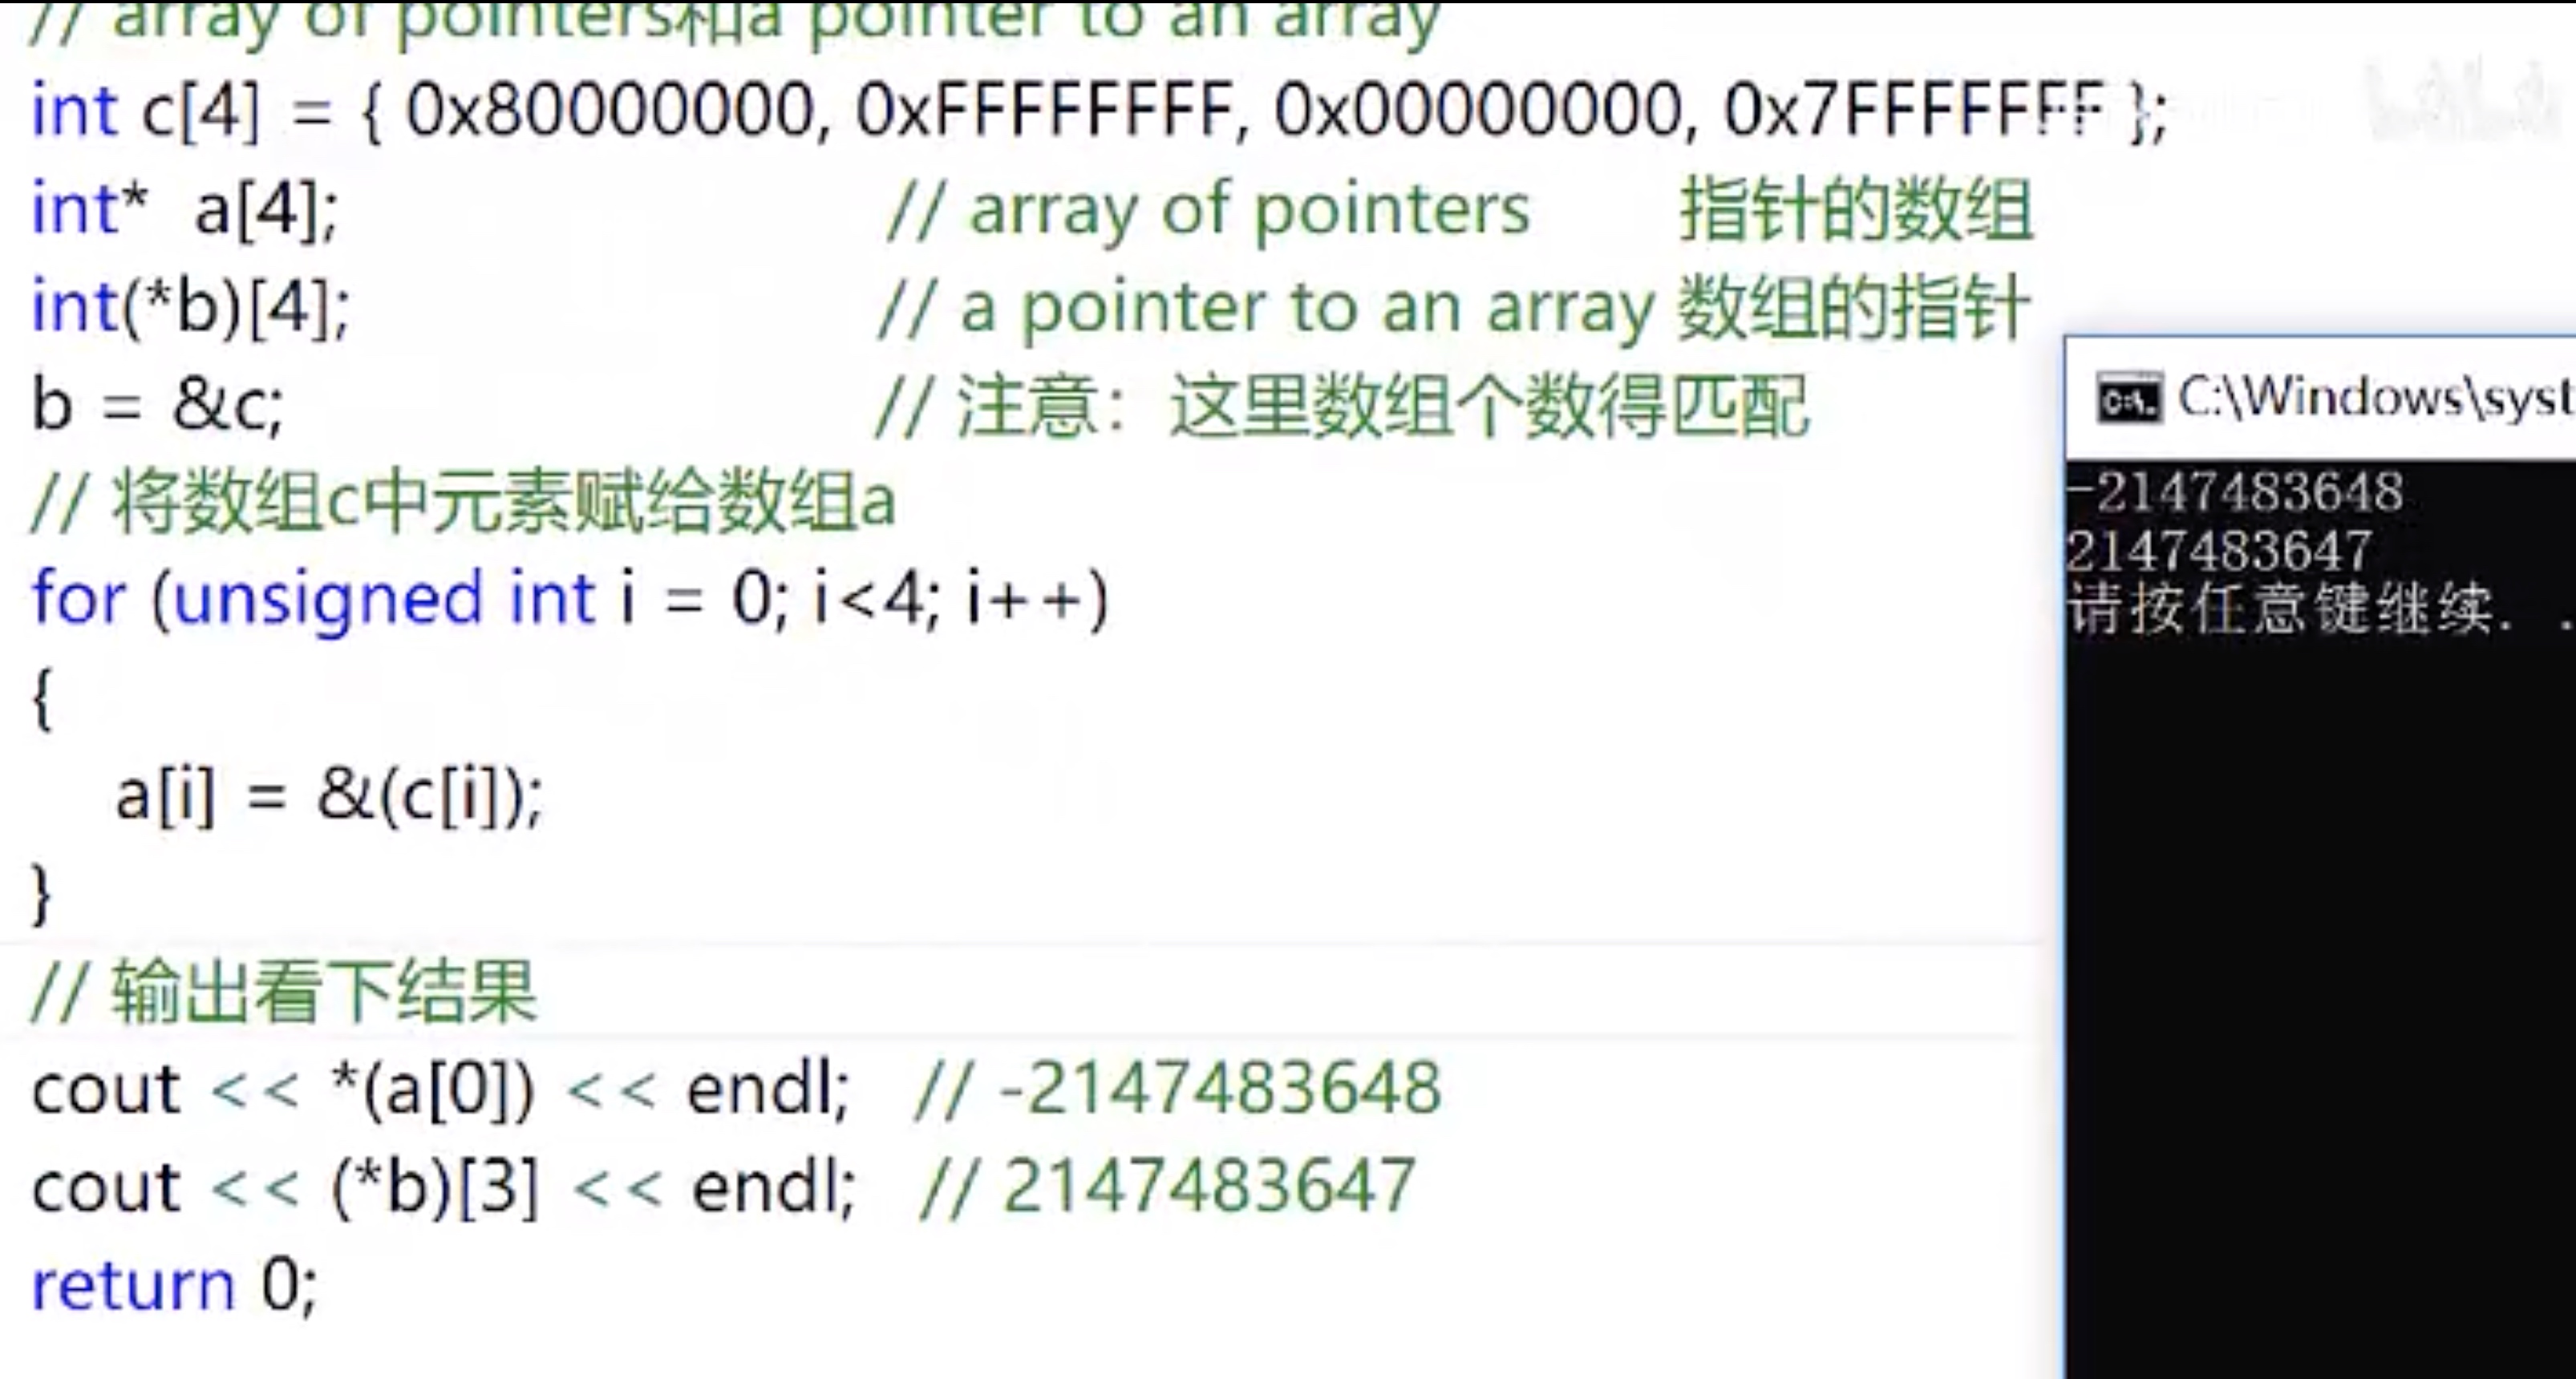 // array of pointers和a pointer to an array
int c[4] = { 0x80000000, 0xFFFFFFFF, 0x00000000, 0x7FFFFFFF };
int*  a[4];                // array of pointers      指针的数组
int(*b)[4];                // a pointer to an array 数组的指针
b = &c;                    // 注意：这里数组个数得匹配
// 将数组c中元素赋给数组a
for (unsigned int i = 0; i<4; i++)
{
    a[i] = &(c[i]);
}
// 输出看下结果
cout << *(a[0]) << endl;   // -2147483648
cout << (*b)[3] << endl;   // 2147483647
return 0;
C:\Windows\syst
-2147483648
2147483647
请按任意键继续. .